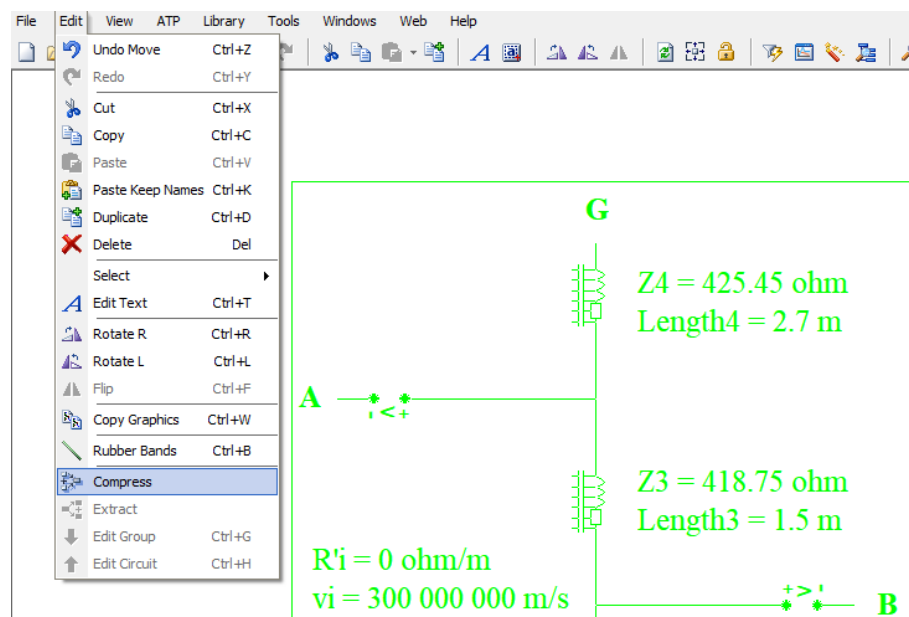 File Edit View ATP Library Tools Windows Web Help
Undo Move Ctrl+Z
Redo Ctrl+Y
Cut Ctrl+X
Copy Ctrl+C
Paste Ctrl+V
Paste Keep Names Ctrl+K
Duplicate Ctrl+D
Delete Del
Select
Edit Text Ctrl+T
Rotate R Ctrl+R
Rotate L Ctrl+L
Flip Ctrl+F
Copy Graphics Ctrl+W
Rubber Bands Ctrl+B
Compress
Extract
Edit Group Ctrl+G
Edit Circuit Ctrl+H
G
Z4 = 425.45 ohm
Length4 = 2.7 m
A
Z3 = 418.75 ohm
Length3 = 1.5 m
R'i = 0 ohm/m
vi = 300 000 000 m/s
B